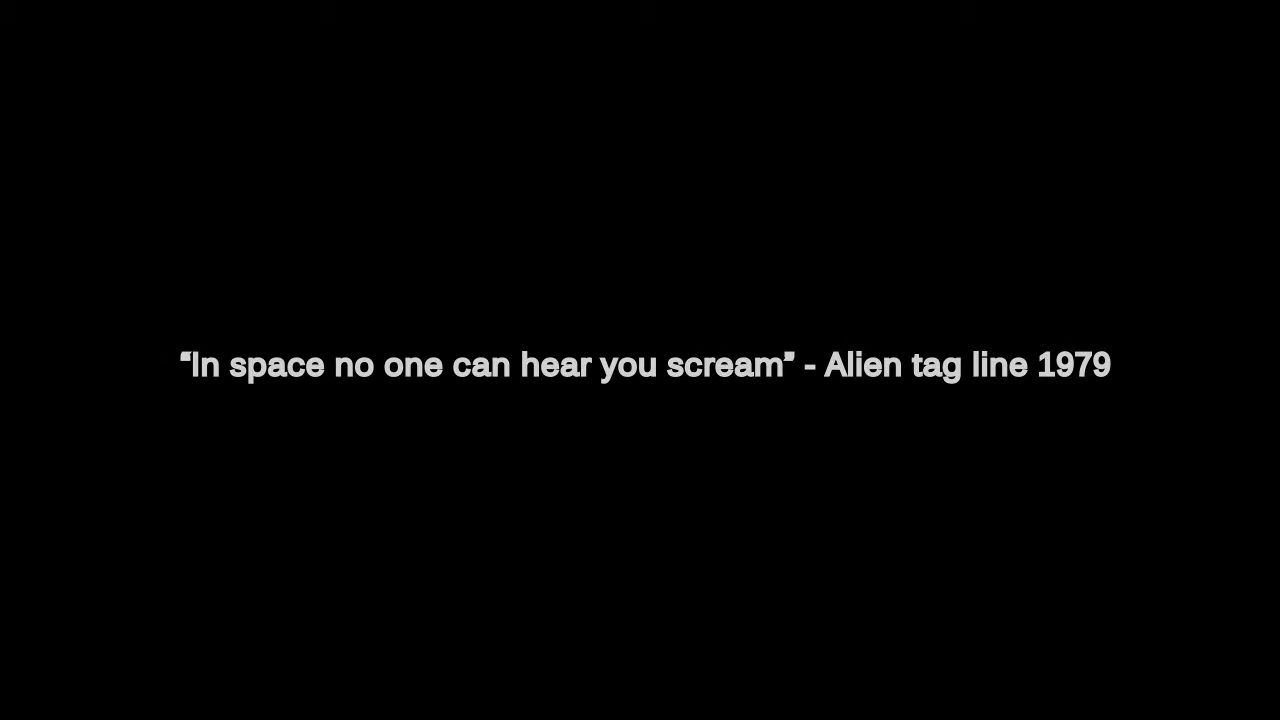 “In space no one can hear you scream” - Alien tag line 1979